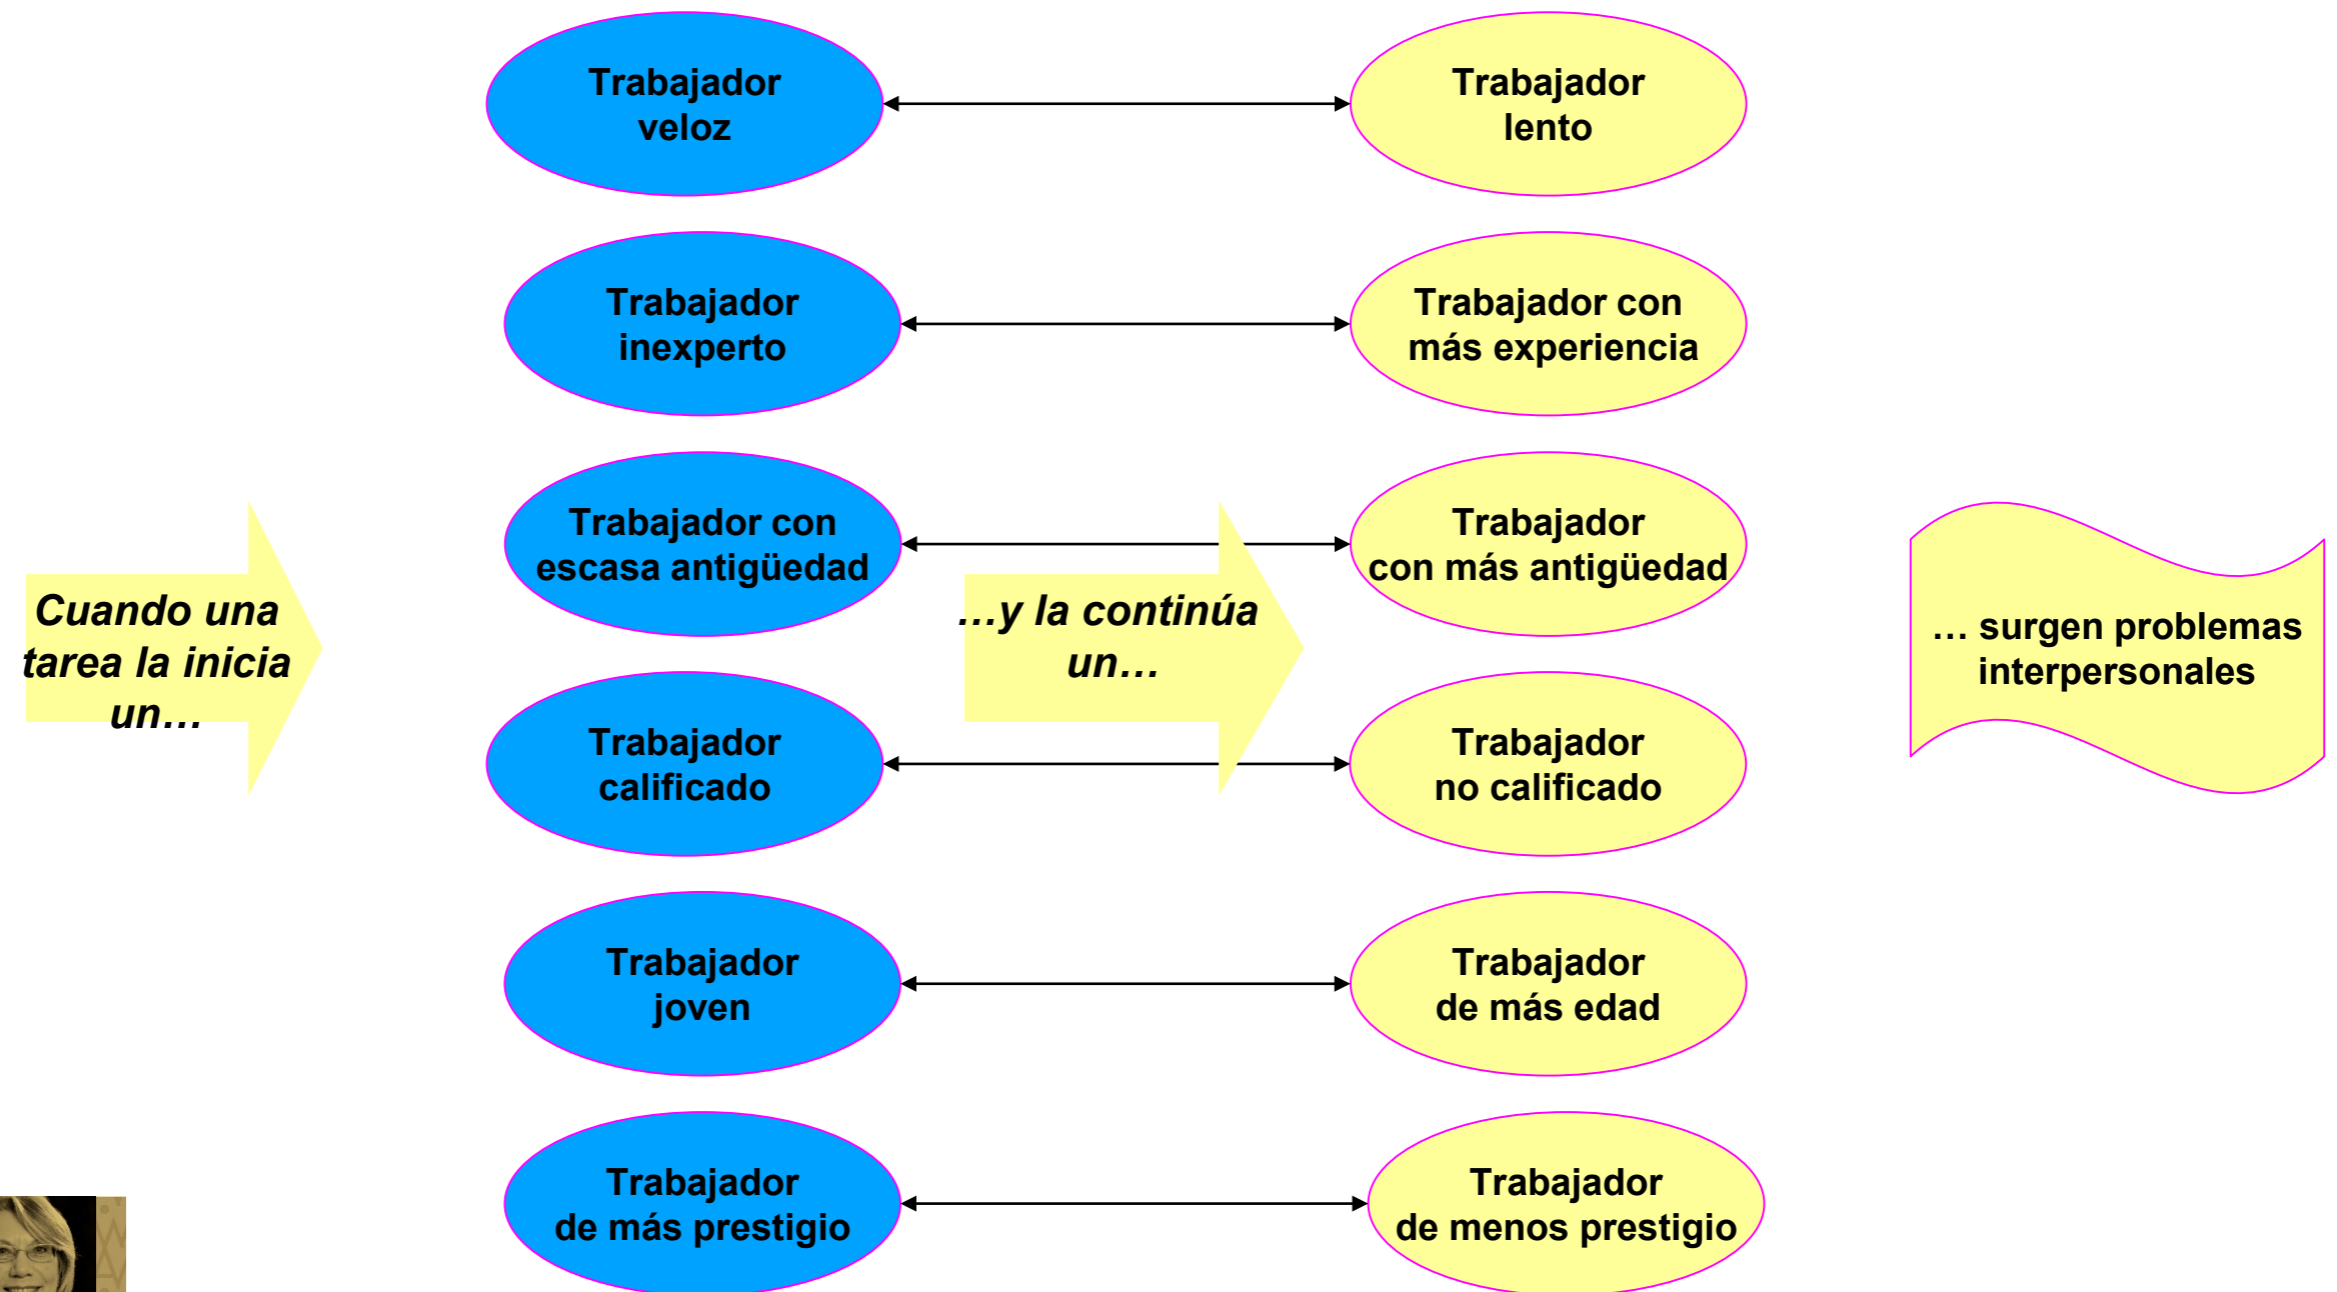 Trabajador
veloz
Trabajador
lento
Trabajador
inexperto
Trabajador con
más experiencia
Trabajador con
escasa antigüedad
Trabajador
con más antigüedad
Cuando una
tarea la inicia
un…
…y la continúa
un…
… surgen problemas
interpersonales
Trabajador
calificado
Trabajador
no calificado
Trabajador
joven
Trabajador
de más edad
Trabajador
de más prestigio
Trabajador
de menos prestigio